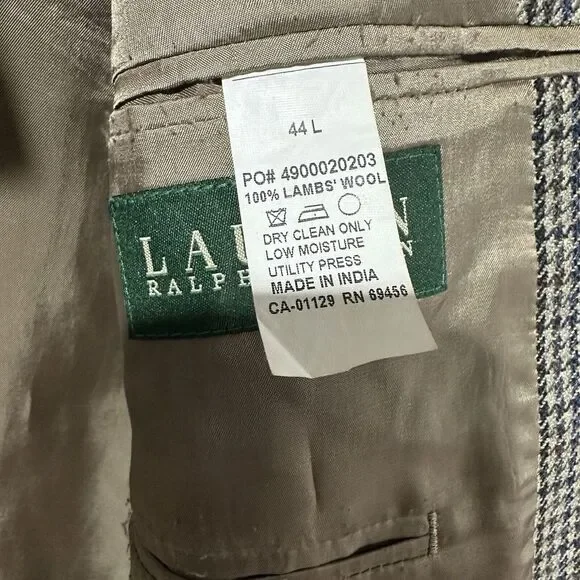 44 L
PO# 4900020203
100% LAMBS' WOOL
DRY CLEAN ONLY
LOW MOISTURE
UTILITY PRESS
MADE IN INDIA
CA-01129 RN 69456